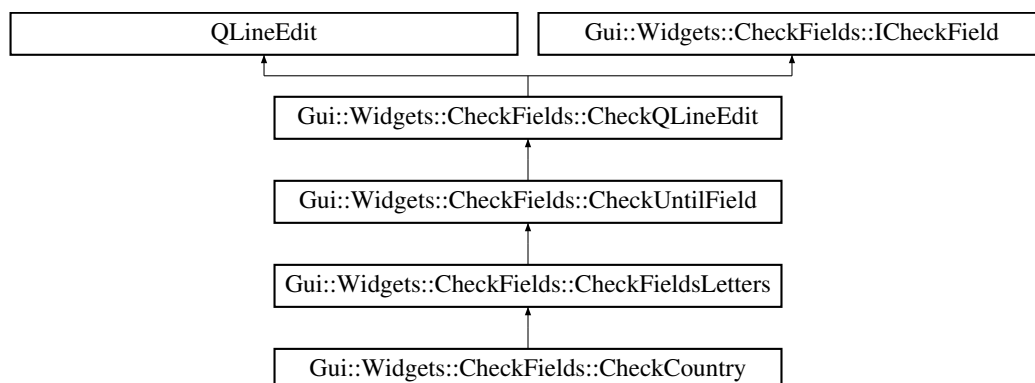 QLineEdit
Gui::Widgets::CheckFields::ICheckField
Gui::Widgets::CheckFields::CheckQLineEdit
Gui::Widgets::CheckFields::CheckUntilField
Gui::Widgets::CheckFields::CheckFieldsLetters
Gui::Widgets::CheckFields::CheckCountry